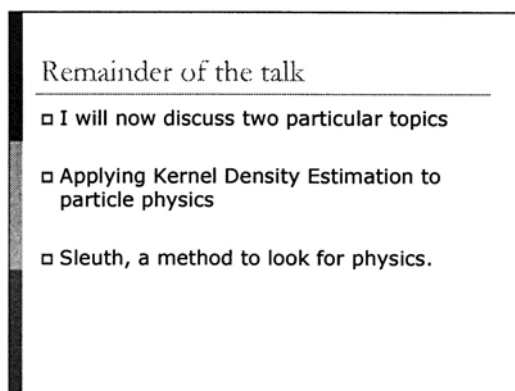 Remainder of the talk
I will now discuss two particular topics
Applying Kernel Density Estimation to
particle physics
Sleuth, a method to look for physics.